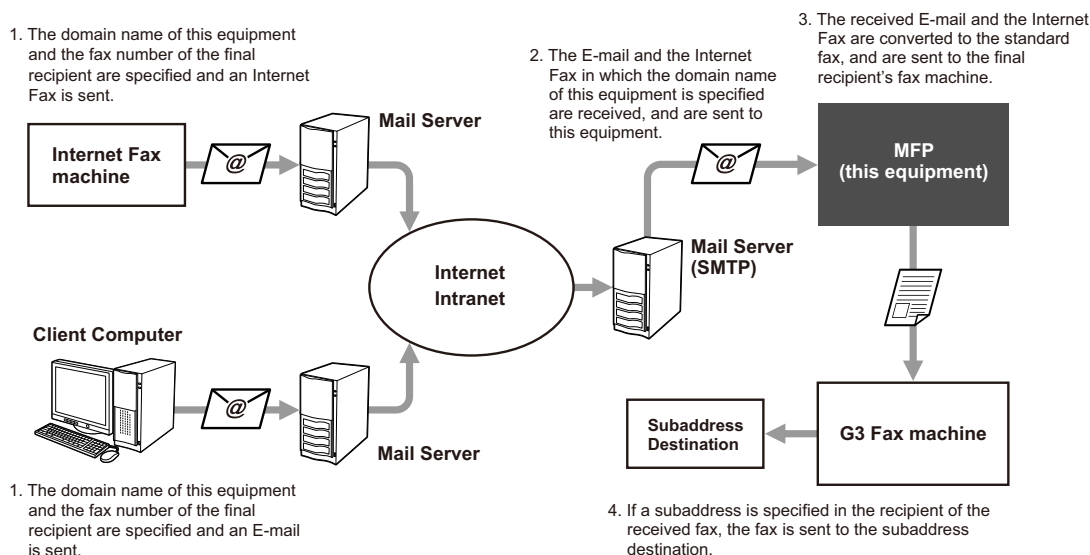 1. The domain name of this equipment
and the fax number of the final
recipient are specified and an Internet
Fax is sent.
2. The E-mail and the Internet
Fax in which the domain name
of this equipment is specified
are received, and are sent to
this equipment.
3. The received E-mail and the Internet
Fax are converted to the standard
fax, and are sent to the final
recipient's fax machine.
Internet Fax
machine
@
Mail Server
@
MFP
(this equipment)
Internet
Intranet
Mail Server
(SMTP)
Client Computer
@
Mail Server
Subaddress
Destination
G3 Fax machine
1. The domain name of this equipment
and the fax number of the final
recipient are specified and an E-mail
is sent.
4. If a subaddress is specified in the recipient of the
received fax, the fax is sent to the subaddress
destination.